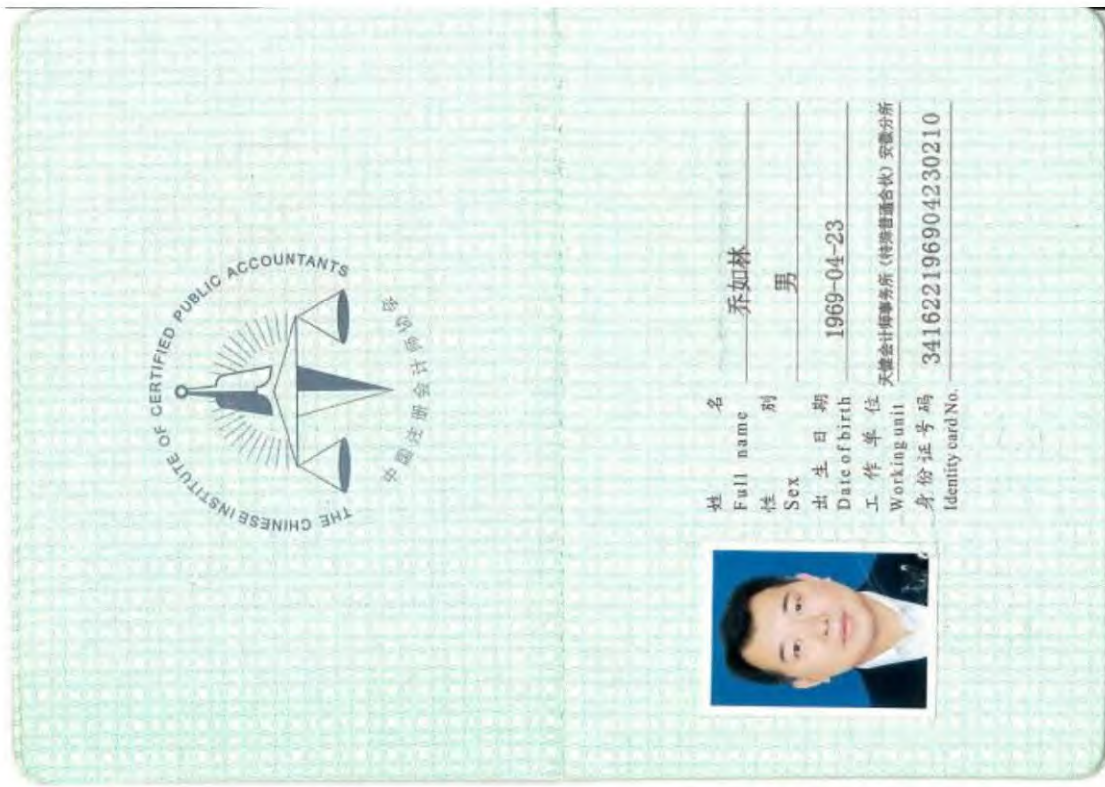 THE CHINESE INSTITUTE OF CERTIFIED PUBLIC ACCOUNTANTS
中国注册会计师协会
姓 名 乔如林
Full name
性 别 男
Sex
出 生 日 期 1969-04-23
Date of birth
工 作 单 位 天健会计师事务所（特殊普通合伙）安徽分所
Working unit
身 份 证 号 码 341622196904230210
Identity card No.